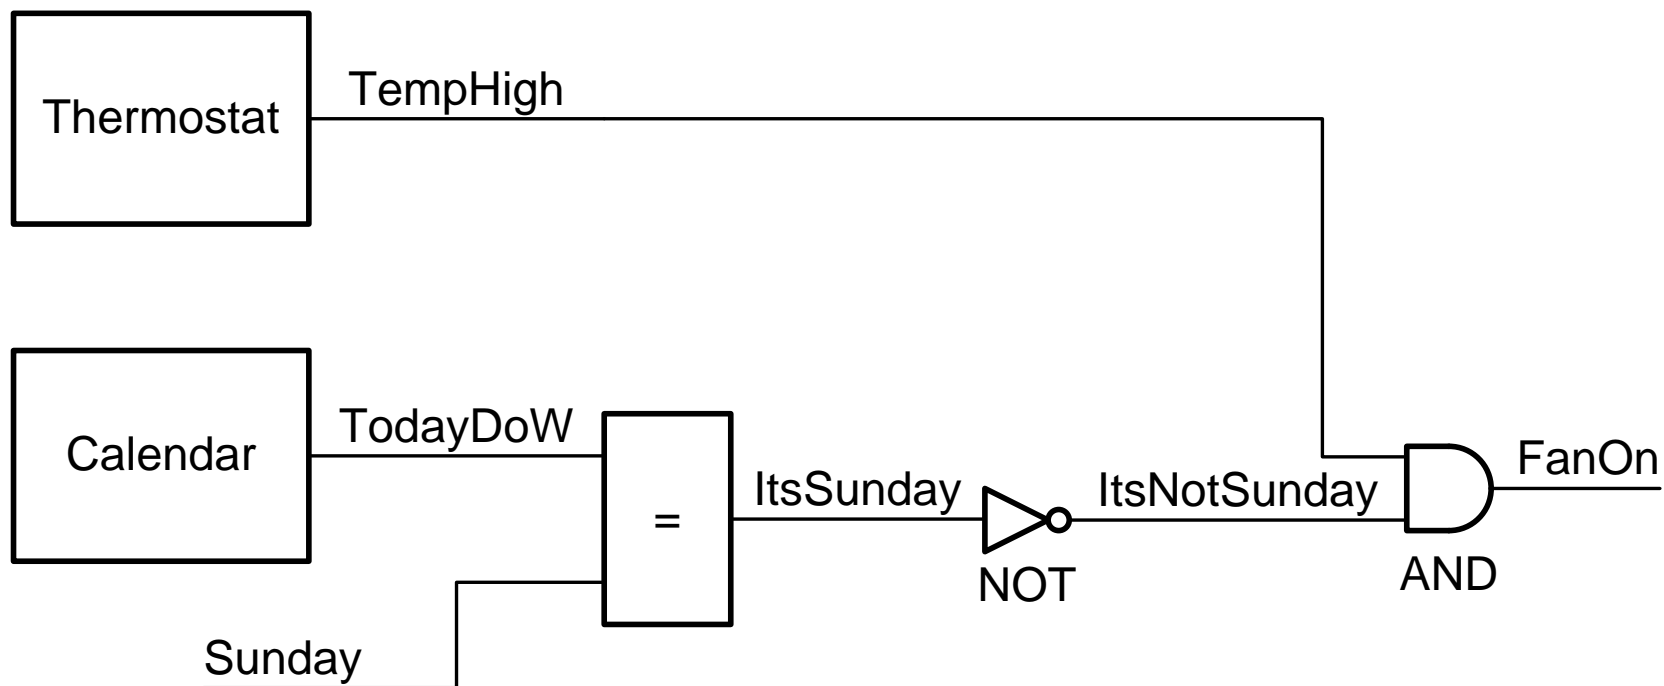 TempHigh
Thermostat
TodayDoW
Calendar
FanOn
ItsSunday
ItsNotSunday
=
NOT
AND
Sunday